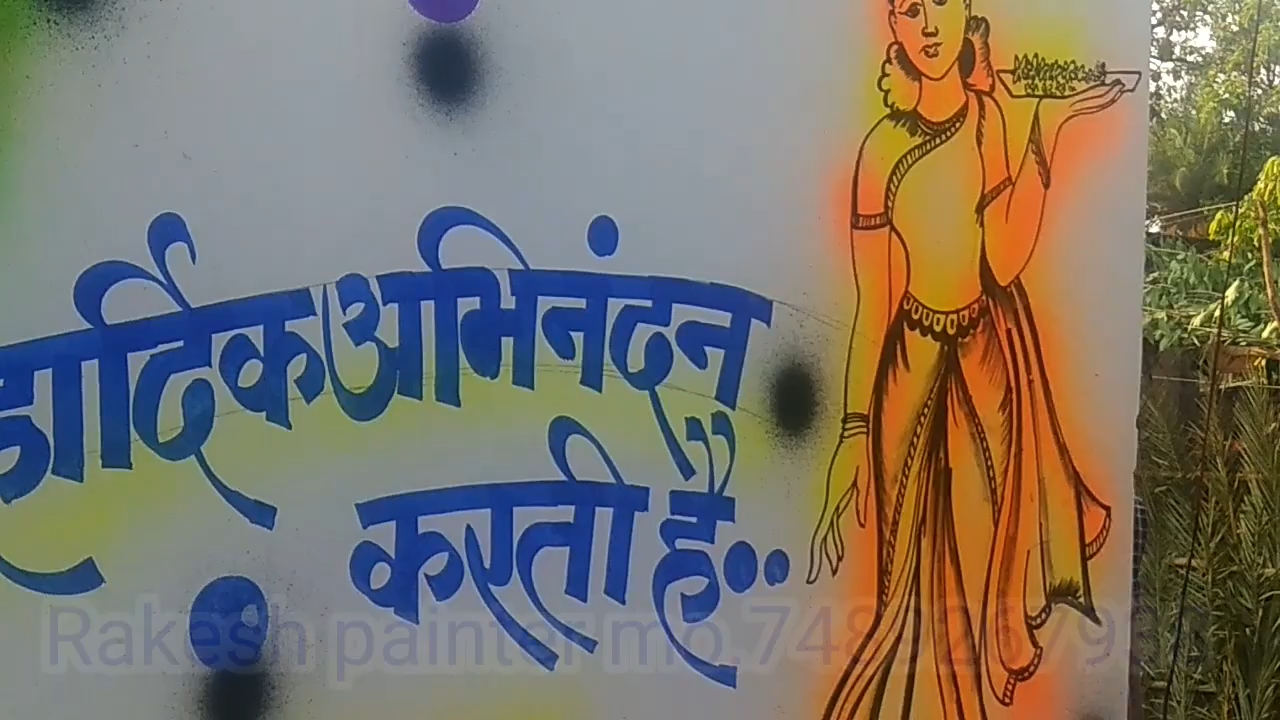 हार्दिक अभिनंदन
करती है..
Rakesh painter mo.